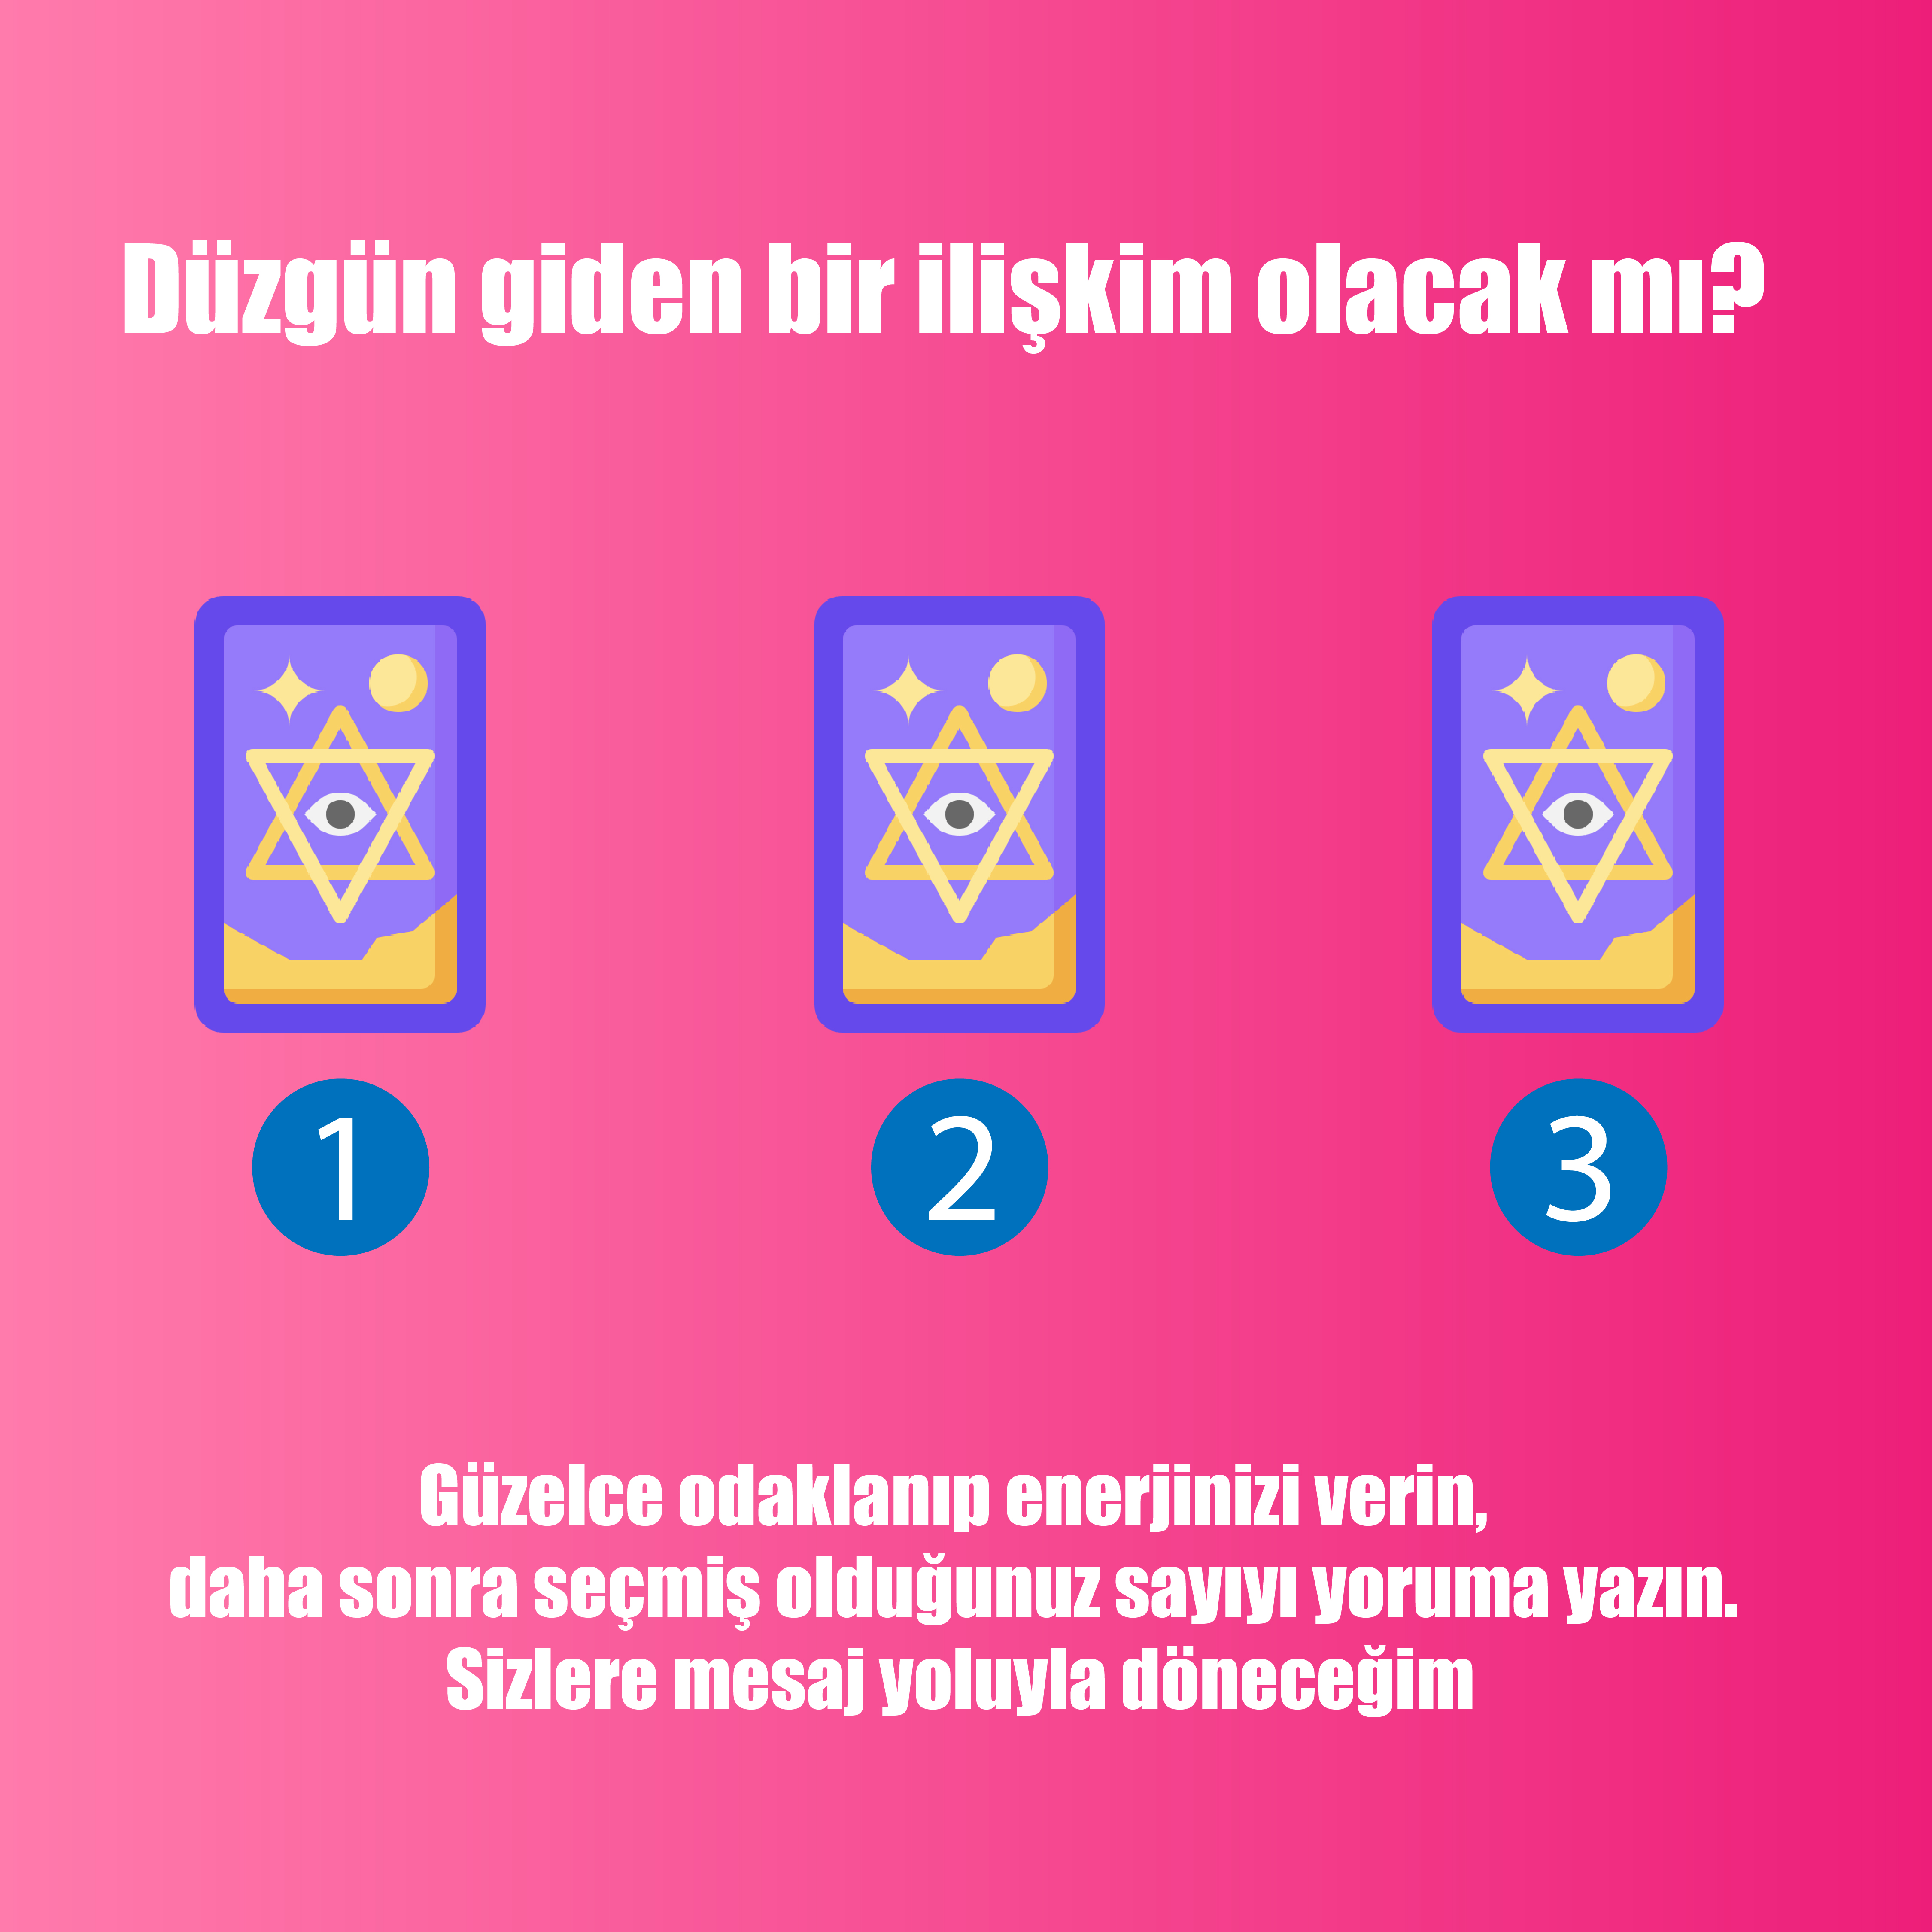 Düzgün giden bir ilişkim olacak mı?
1
2
3
Güzelce odaklanıp enerjinizi verin,
daha sonra seçmiş olduğunuz sayıyı yoruma yazın.
Sizlere mesaj yoluyla döneceğim